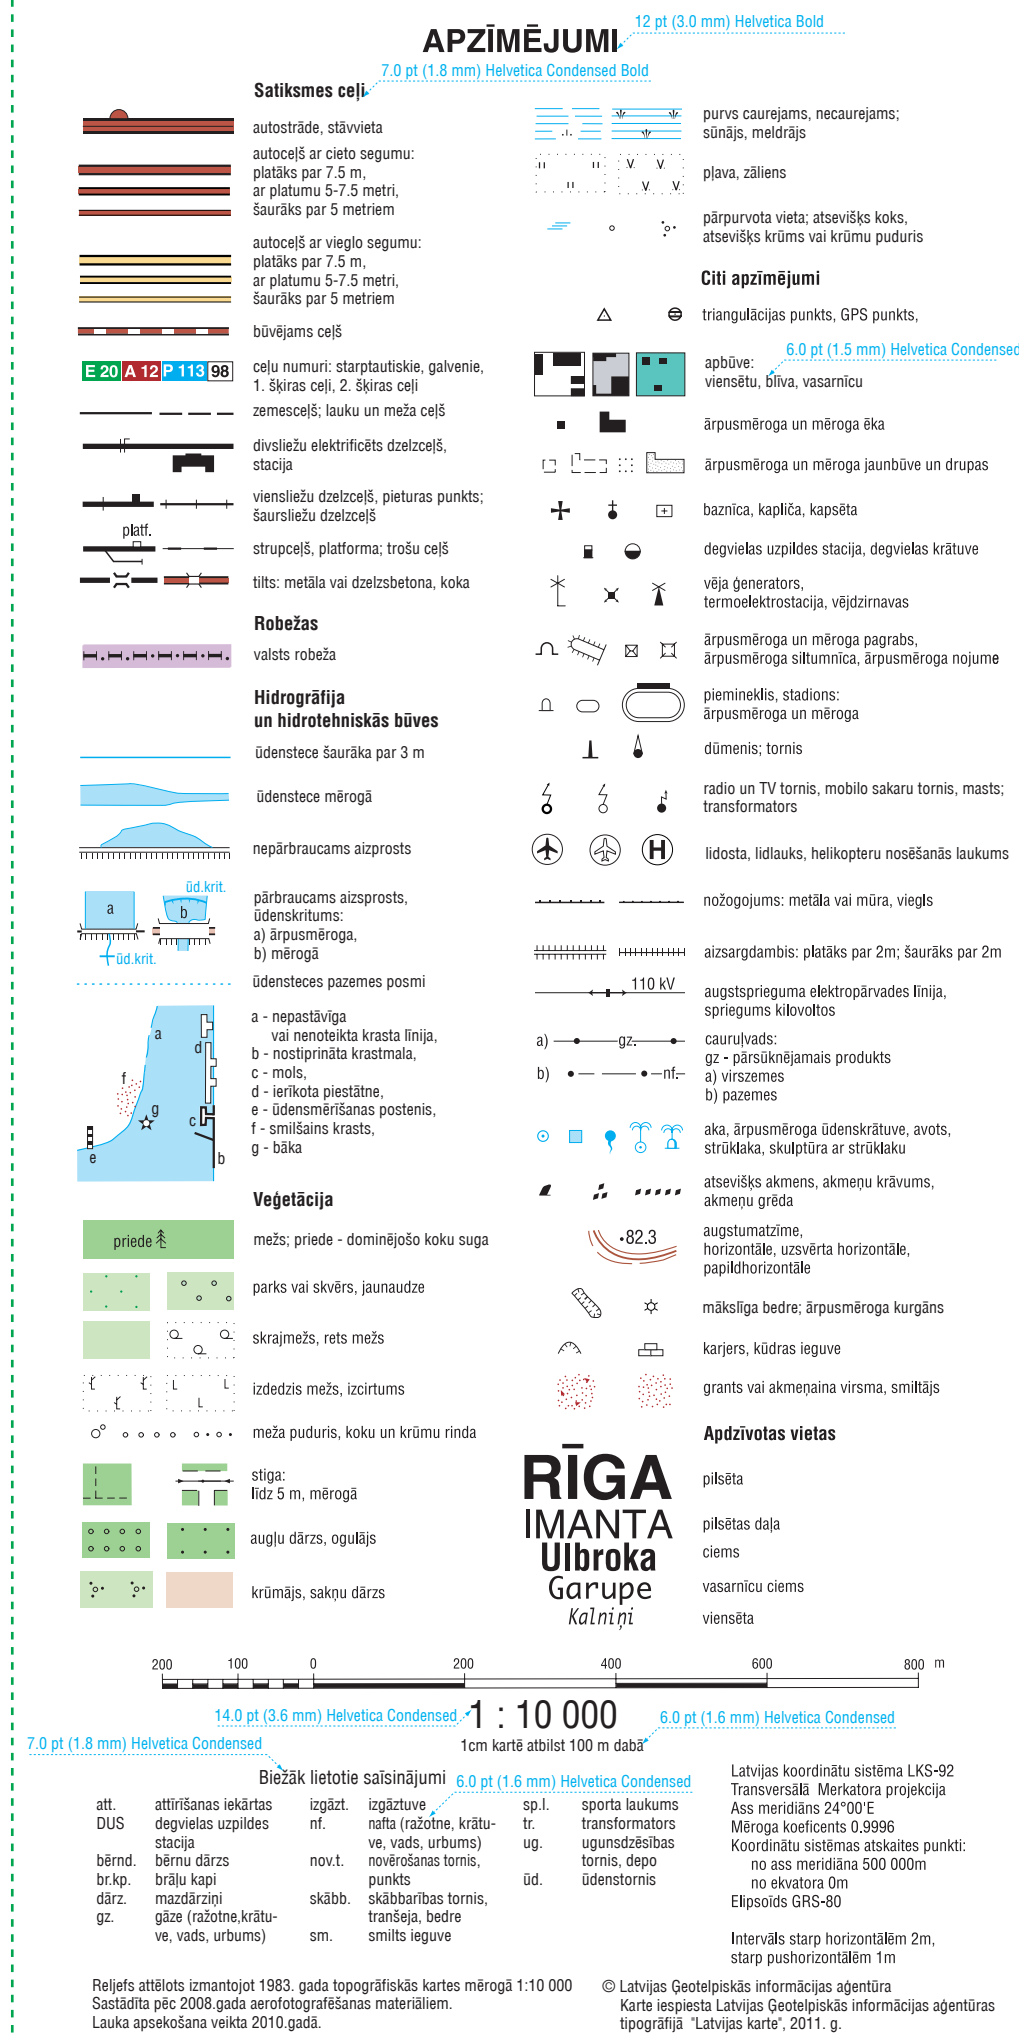 APZĪMĒJUMI
12 pt (3.0 mm) Helvetica Bold
7.0 pt (1.8 mm) Helvetica Condensed Bold
Satiksmes ceļi
autostrāde, stāvvieta
autoceļš ar cieto segumu:
platāks par 7.5 m,
ar platumu 5-7.5 metri,
šaurāks par 5 metriem
autoceļš ar vieglo segumu:
platāks par 7.5 m,
ar platumu 5-7.5 metri,
šaurāks par 5 metriem
būvējams ceļš
E 20 A 12 P 113 98
ceļu numuri: starptautiskie, galvenie,
1. šķiras ceļi, 2. šķiras ceļi
zemesceļš; lauku un meža ceļš
divsliežu elektrificēts dzelzceļš,
stacija
viensliežu dzelzceļš, pieturas punkts;
šaursliežu dzelzceļš
platf.
strupceļš, platforma; trošu ceļš
tilts: metāla vai dzelzsbetona, koka
Robežas
valsts robeža
Hidrogrāfija
un hidrotehniskās būves
ūdenstece šaurāka par 3 m
ūdenstece mērogā
nepārbraucams aizprosts
a
ūd.krit.
b
ūd.krit.
pārbraucams aizsprosts,
ūdenskritums:
a) ārpusmēroga,
b) mērogā
ūdensteces pazemes posmi
a
d
f
g
c
e
b
a - nepastāvīga
vai nenoteikta krasta līnija,
b - nostiprināta krastmala,
c - mols,
d - ierīkota piestātne,
e - ūdensmērīšanas postenis,
f - smilšains krasts,
g - bāka
Veģetācija
priede
mežs; priede - dominējošo koku suga
parks vai skvērs, jaunaudze
skrajmežs, rets mežs
izdedzis mežs, izcirtums
meža puduris, koku un krūmu rinda
stiga:
līdz 5 m, mērogā
augļu dārzs, ogulājs
krūmājs, sakņu dārzs
purvs caurejams, necaurejams;
sūnājs, meldrājs
pļava, zāliens
pārpurvota vieta; atsevišķs koks,
atsevišķs krūms vai krūmu puduris
Citi apzīmējumi
triangulācijas punkts, GPS punkts,
6.0 pt (1.5 mm) Helvetica Condensed
apbūve:
viensētu, blīva, vasarnīcu
ārpusmēroga un mēroga ēka
ārpusmēroga un mēroga jaunbūve un drupas
baznīca, kapliča, kapsēta
degvielas uzpildes stacija, degvielas krātuve
vēja ģenerators,
termoelektrostacija, vējdzirnavas
ārpusmēroga un mēroga pagrabs,
ārpusmēroga siltumnīca, ārpusmēroga nojume
piemineklis, stadions:
ārpusmēroga un mēroga
dūmenis; tornis
radio un TV tornis, mobilo sakaru tornis, masts;
transformators
H
lidosta, lidlauks, helikopteru nosēšanās laukums
nožogojums: metāla vai mūra, viegls
aizsargdambis: platāks par 2m; šaurāks par 2m
110 kV
augstsprieguma elektropārvades līnija,
spriegums kilovoltos
a) gz.
b) nf.
cauruļvads:
gz - pārsūknējamais produkts
a) virszemes
b) pazemes
aka, ārpusmēroga ūdenskrātuve, avots,
strūklaka, skulptūra ar strūklaku
atsevišķs akmens, akmeņu krāvums,
akmeņu grēda
82.3
augstumatzīme,
horizontāle, uzsvērta horizontāle,
papildhorizontāle
mākslīga bedre; ārpusmēroga kurgāns
karjers, kūdras ieguve
grants vai akmeņaina virsma, smiltājs
Apdzīvotas vietas
RĪGA pilsēta
IMANTA pilsētas daļa
Ulbroka ciems
Garupe vasarnīcu ciems
Kalniņi viensēta
200 100 0 200 400 600 800 m
14.0 pt (3.6 mm) Helvetica Condensed
1 : 10 000
6.0 pt (1.6 mm) Helvetica Condensed
1cm kartē atbilst 100 m dabā
7.0 pt (1.8 mm) Helvetica Condensed
Biežāk lietotie saīsinājumi
6.0 pt (1.6 mm) Helvetica Condensed
att. attīrīšanas iekārtas
DUS degvielas uzpildes
stacija
bērnd. bērnu dārzs
br.kp. brāļu kapi
dārz. mazdārziņi
gz. gāze (ražotne,krātu-
ve, vads, urbums)
izgāzt. izgāztuve
nf. nafta (ražotne, krātu-
ve, vads, urbums)
nov.t. novērošanas tornis,
punkts
skābb. skābbarības tornis,
tranšeja, bedre
sm. smilts ieguve
sp.l. sporta laukums
tr. transformators
ug. ugunsdzēsības
tornis, depo
ūd. ūdenstornis
Latvijas koordinātu sistēma LKS-92
Transversālā Merkatora projekcija
Ass meridiāns 24°00'E
Mēroga koeficents 0.9996
Koordinātu sistēmas atskaites punkti:
no ass meridiāna 500 000m
no ekvatora 0m
Elipsoīds GRS-80
Intervāls starp horizontālēm 2m,
starp pushorizontālēm 1m
Reljefs attēlots izmantojot 1983. gada topogrāfiskās kartes mērogā 1:10 000
Sastādīta pēc 2008.gada aerofotografēšanas materiāliem.
Lauka apsekošana veikta 2010.gadā.
© Latvijas Ģeotelpiskās informācijas aģentūra
Karte iespiesta Latvijas Ģeotelpiskās informācijas aģentūras
tipogrāfijā "Latvijas karte", 2011. g.